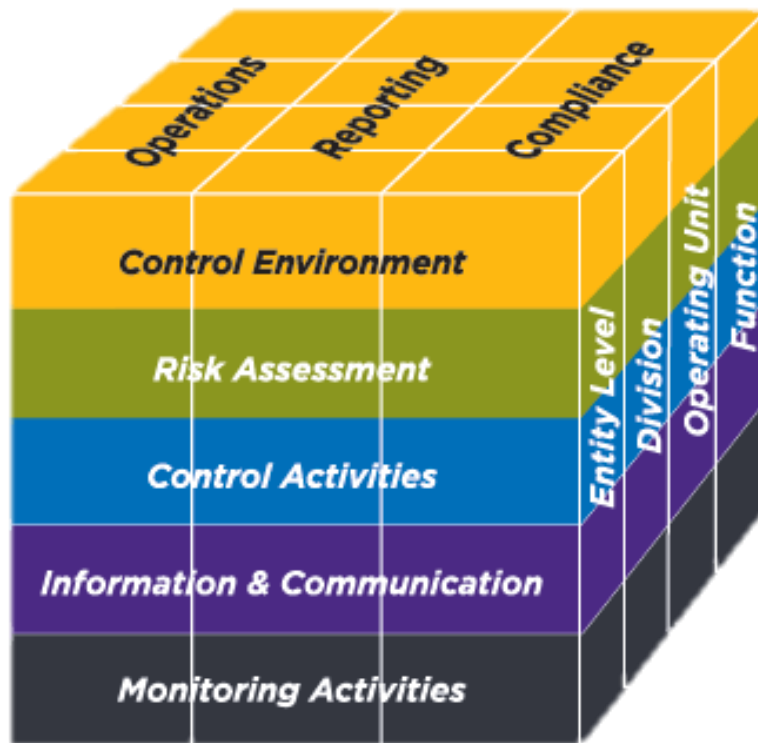 Operations
Reporting
Compliance
Control Environment
Risk Assessment
Control Activities
Information & Communication
Monitoring Activities
Entity Level
Division
Operating Unit
Function